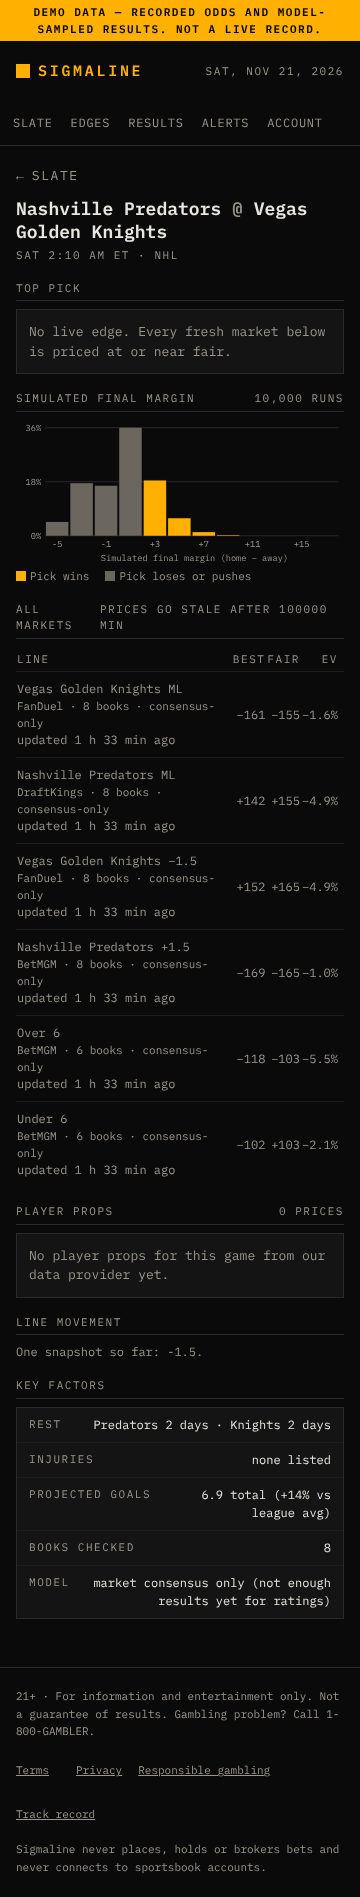 DEMO DATA — RECORDED ODDS AND MODEL-
SAMPLED RESULTS. NOT A LIVE RECORD.
SIGMALINE SAT, NOV 21, 2026
SLATE EDGES RESULTS ALERTS ACCOUNT
← SLATE
Nashville Predators @ Vegas
Golden Knights
SAT 2:10 AM ET · NHL
TOP PICK
No live edge. Every fresh market below
is priced at or near fair.
SIMULATED FINAL MARGIN 10,000 RUNS
36%
18%
0%
-5 -1 +3 +7 +11 +15
Simulated final margin (home − away)
Pick wins Pick loses or pushes
ALL MARKETS PRICES GO STALE AFTER 100000 MIN
LINE BEST FAIR EV
Vegas Golden Knights ML
FanDuel · 8 books · consensus-
only
updated 1 h 33 min ago
−161 −155 −1.6%
Nashville Predators ML
DraftKings · 8 books ·
consensus-only
updated 1 h 33 min ago
+142 +155 −4.9%
Vegas Golden Knights −1.5
FanDuel · 8 books · consensus-
only
updated 1 h 33 min ago
+152 +165 −4.9%
Nashville Predators +1.5
BetMGM · 8 books · consensus-
only
updated 1 h 33 min ago
−169 −165 −1.0%
Over 6
BetMGM · 6 books · consensus-
only
updated 1 h 33 min ago
−118 −103 −5.5%
Under 6
BetMGM · 6 books · consensus-
only
updated 1 h 33 min ago
−102 +103 −2.1%
PLAYER PROPS 0 PRICES
No player props for this game from our
data provider yet.
LINE MOVEMENT
One snapshot so far: -1.5.
KEY FACTORS
REST Predators 2 days · Knights 2 days
INJURIES none listed
PROJECTED GOALS 6.9 total (+14% vs
league avg)
BOOKS CHECKED 8
MODEL market consensus only (not enough
results yet for ratings)
21+ · For information and entertainment only. Not
a guarantee of results. Gambling problem? Call 1-
800-GAMBLER.
Terms Privacy Responsible gambling
Track record
Sigmaline never places, holds or brokers bets and
never connects to sportsbook accounts.